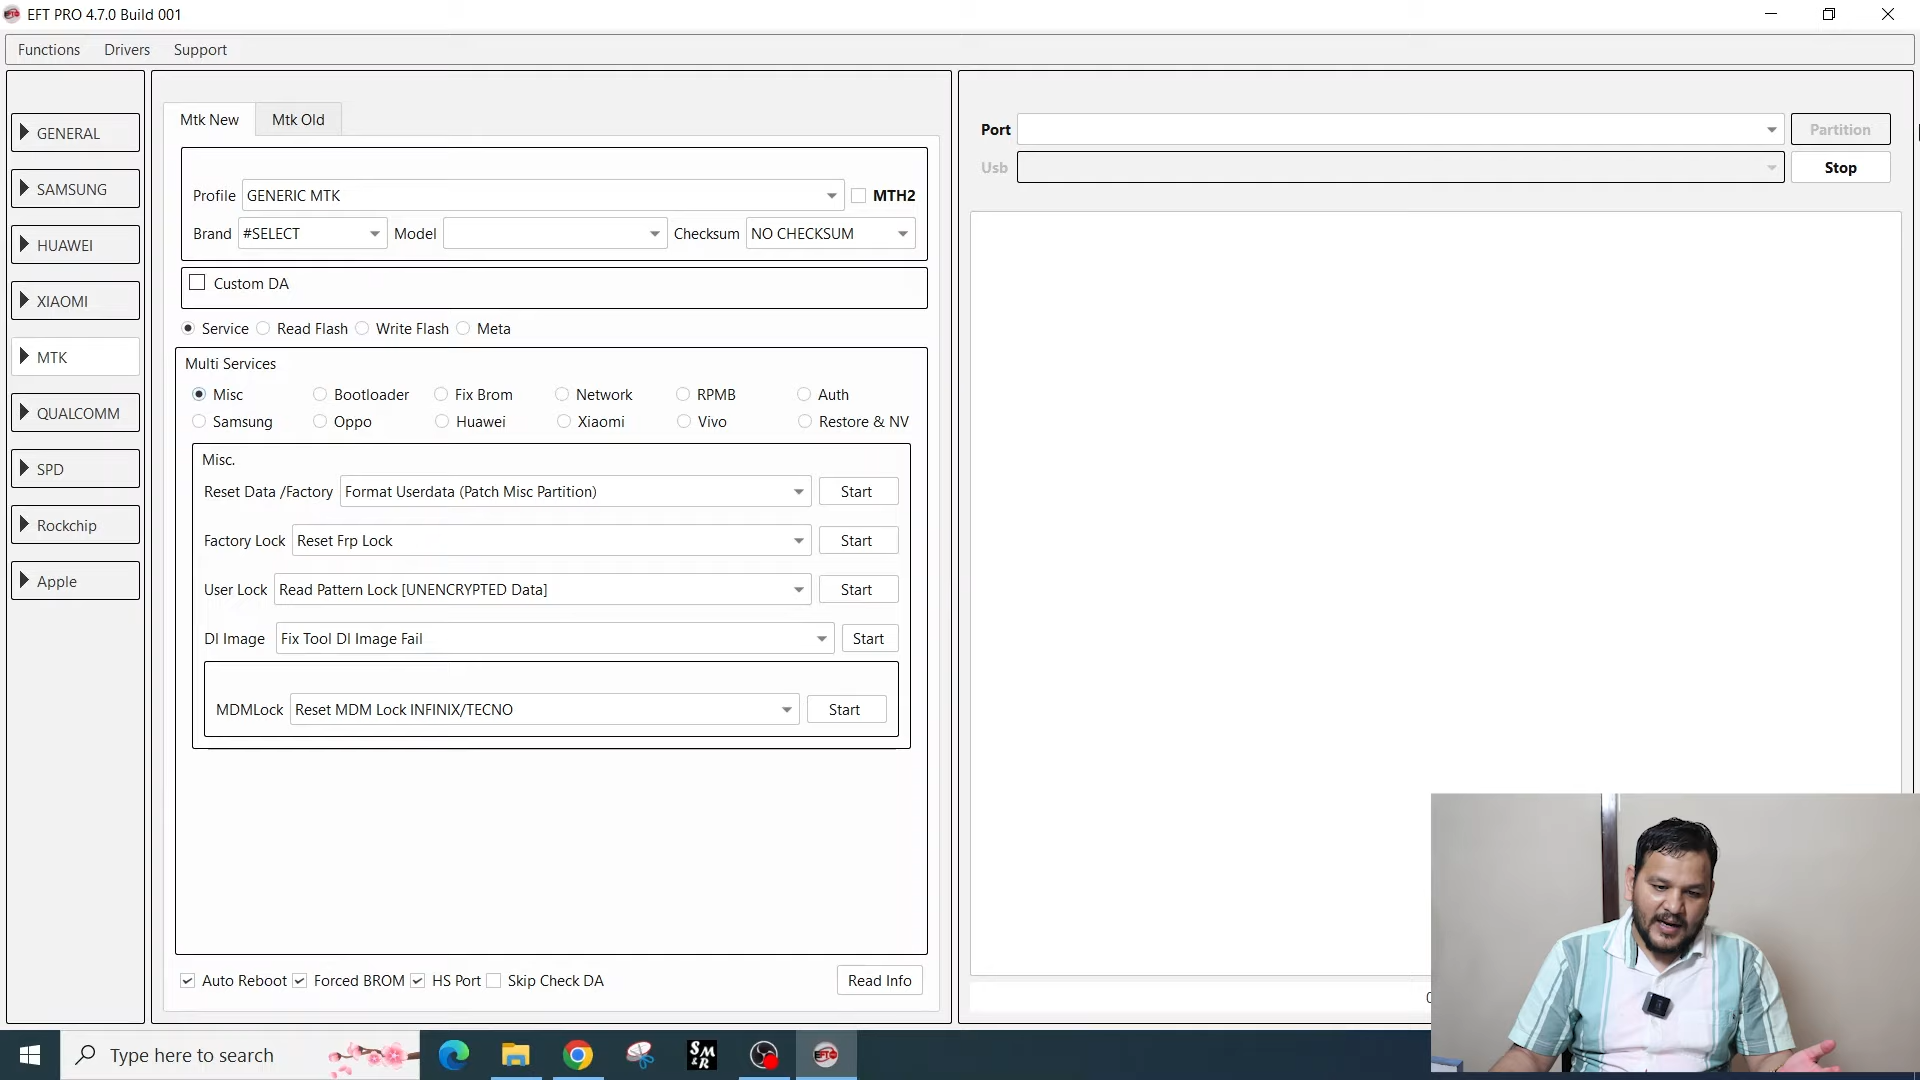 EFT PRO 4.7.0 Build 001
Functions Drivers Support
GENERAL
SAMSUNG
HUAWEI
XIAOMI
MTK
QUALCOMM
SPD
Rockchip
Apple
Mtk New Mtk Old
Profile GENERIC MTK MTH2
Brand #SELECT Model Checksum NO CHECKSUM
Custom DA
Service Read Flash Write Flash Meta
Multi Services
Misc Bootloader Fix Brom Network RPMB Auth
Samsung Oppo Huawei Xiaomi Vivo Restore & NV
Misc.
Reset Data /Factory Format Userdata (Patch Misc Partition) Start
Factory Lock Reset Frp Lock Start
User Lock Read Pattern Lock [UNENCRYPTED Data] Start
DI Image Fix Tool DI Image Fail Start
MDMLock Reset MDM Lock INFINIX/TECNO Start
Auto Reboot Forced BROM HS Port Skip Check DA Read Info
Port Partition
Usb Stop
Type here to search
SM
&R
EFT